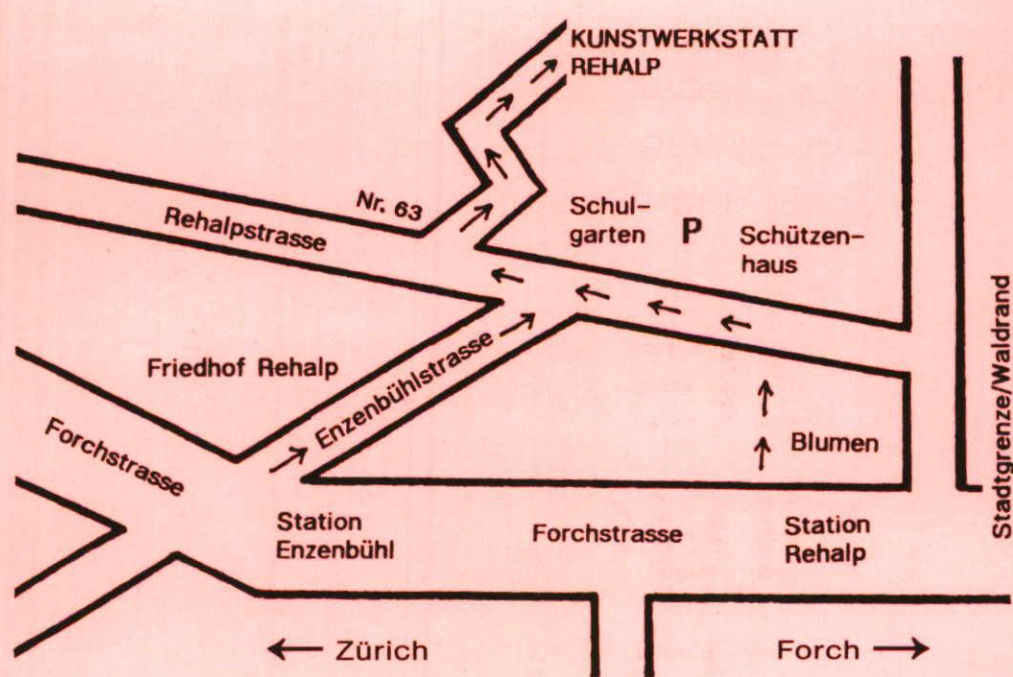 KUNSTWERKSTATT
REHALP
Nr. 63
Rehalpstrasse
Schul-
garten
P
Schützen-
haus
Friedhof Rehalp
Enzenbühlstrasse
Forchstrasse
Blumen
Stadtgrenze/Waldrand
Station
Enzenbühl
Forchstrasse
Station
Rehalp
← Zürich
Forch →